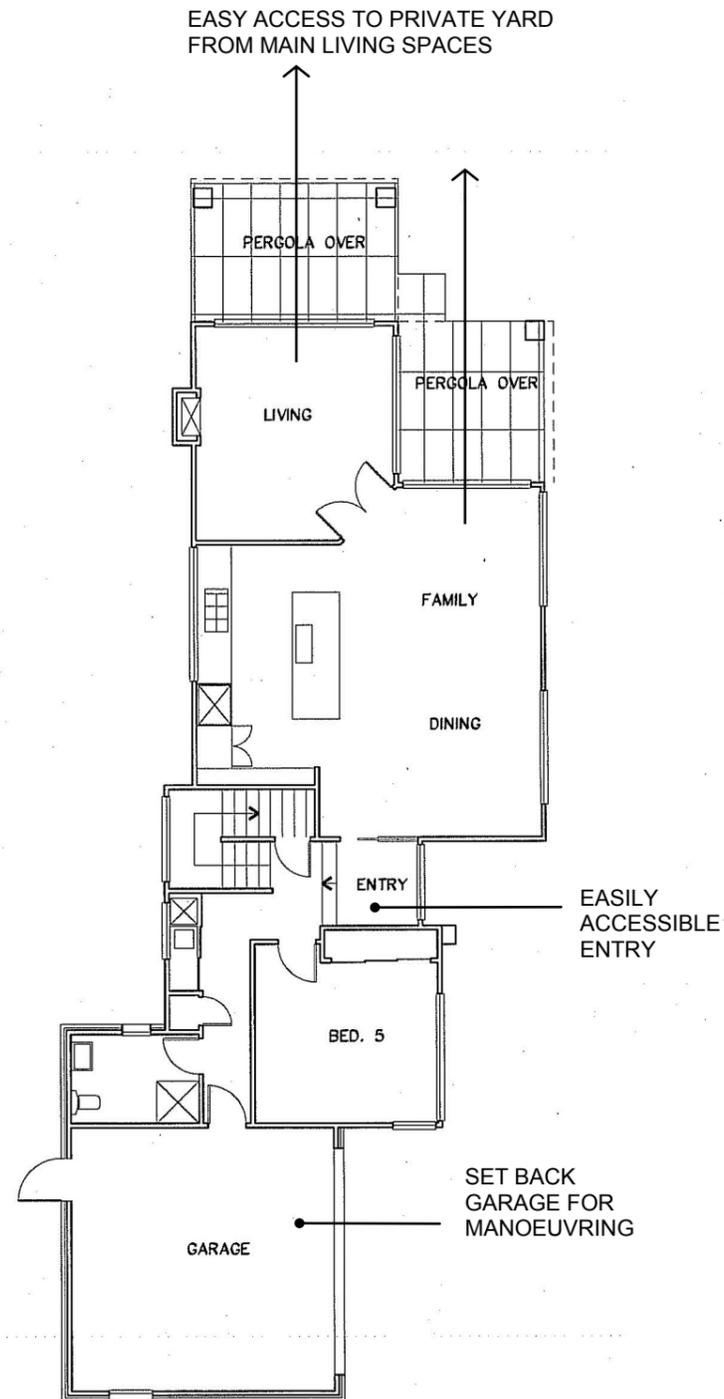 EASY ACCESS TO PRIVATE YARD
FROM MAIN LIVING SPACES
PERGOLA OVER
PERGOLA OVER
LIVING
FAMILY
DINING
ENTRY
EASILY
ACCESSIBLE
ENTRY
BED. 5
SET BACK
GARAGE FOR
MANOEUVRING
GARAGE